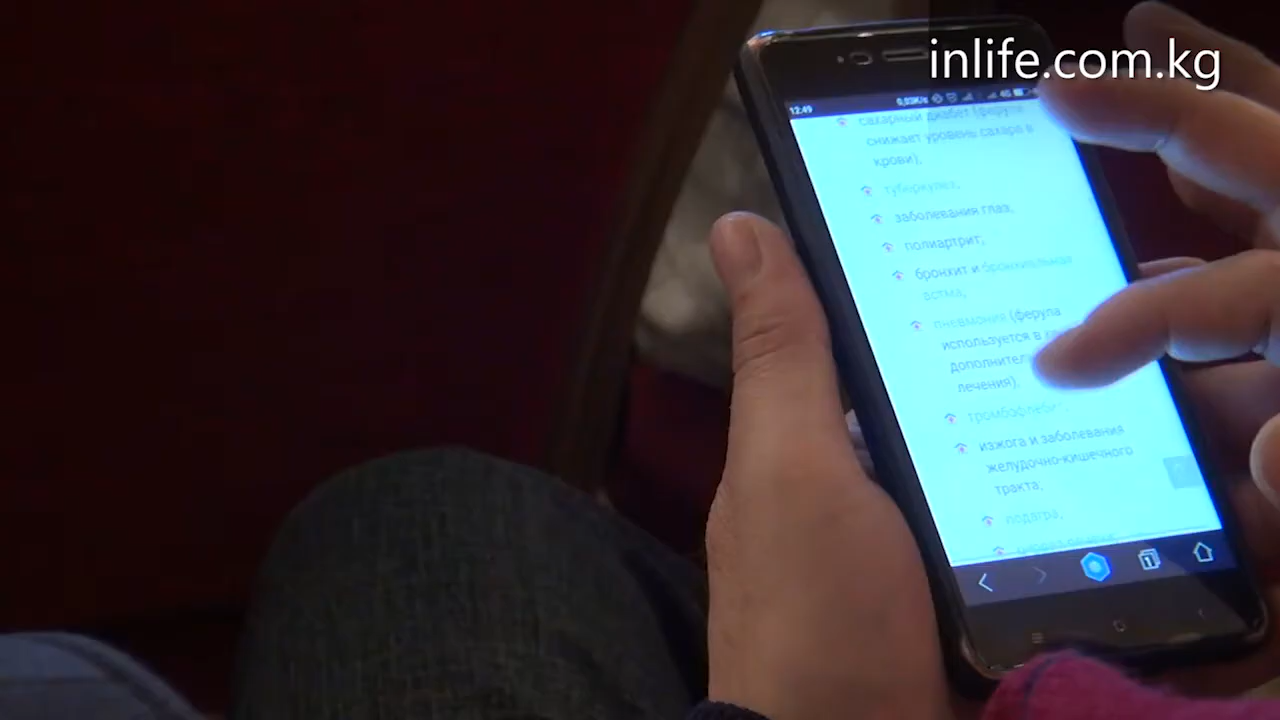 inlife.com.kg
12:49
сахарный диабет (ферула
снижает уровень сахара в
крови);
туберкулез;
заболевания глаз;
полиартрит;
бронхит и бронхиальная
астма;
пневмония (ферула
используется в
лечения);
тромбофлебит;
изжога и заболевания
желудочно-кишечного
тракта;
подагра;